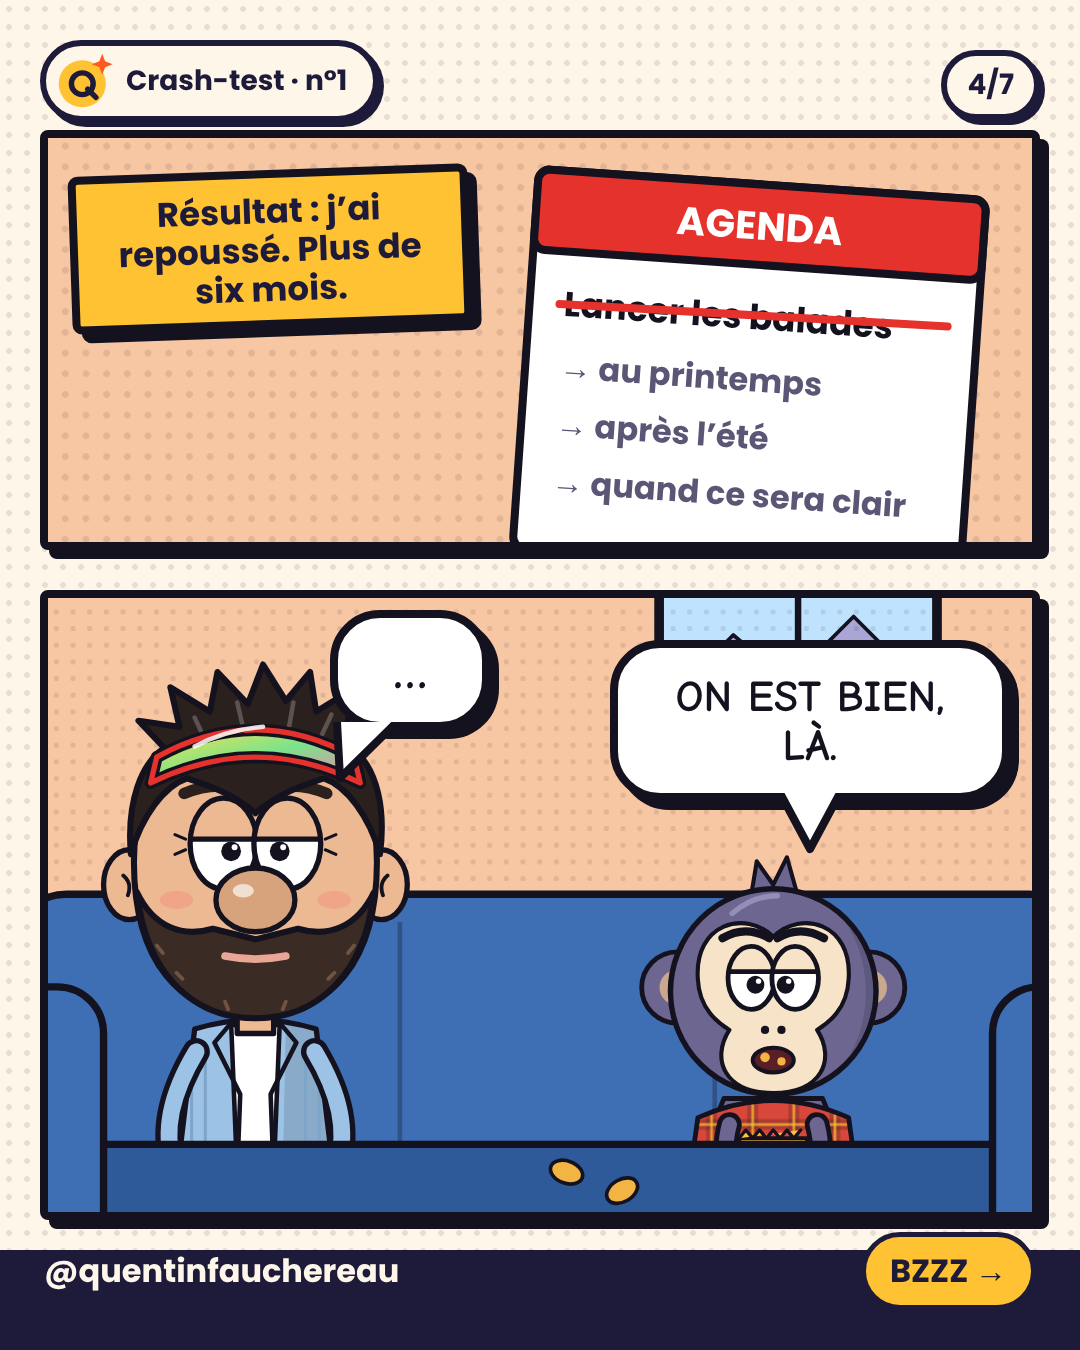 Q Crash-test · n°1
4/7
Résultat : j’ai
repoussé. Plus de
six mois.
AGENDA
Lancer les balades
→ au printemps
→ après l’été
→ quand ce sera clair
...
ON EST BIEN,
LÀ.
@quentinfauchereau
BZZZ →